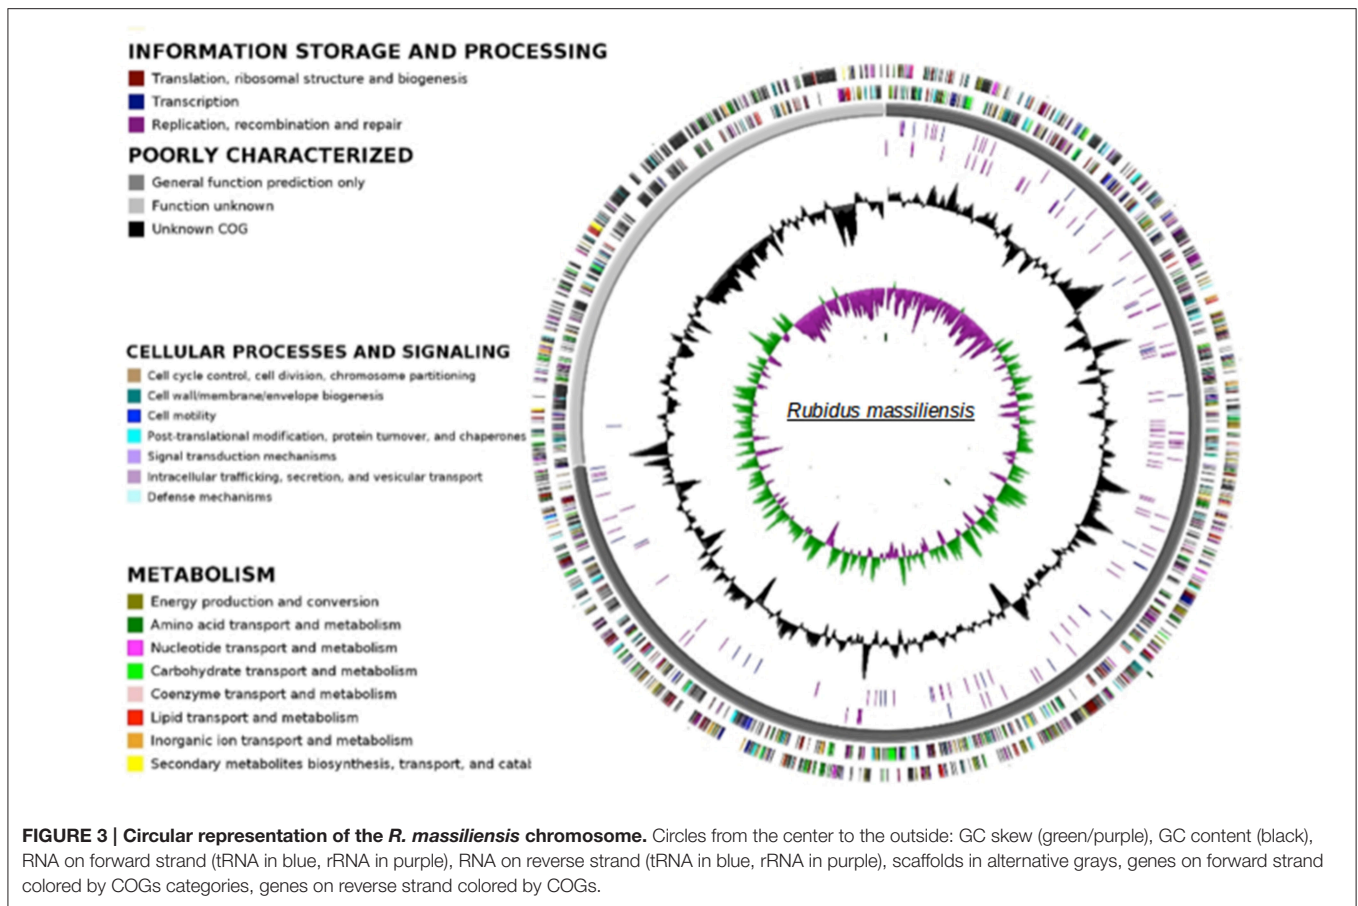 INFORMATION STORAGE AND PROCESSING
Translation, ribosomal structure and biogenesis
Transcription
Replication, recombination and repair
POORLY CHARACTERIZED
General function prediction only
Function unknown
Unknown COG
CELLULAR PROCESSES AND SIGNALING
Cell cycle control, cell division, chromosome partitioning
Cell wall/membrane/envelope biogenesis
Cell motility
Post-translational modification, protein turnover, and chaperones
Signal transduction mechanisms
Intracellular trafficking, secretion, and vesicular transport
Defense mechanisms
METABOLISM
Energy production and conversion
Amino acid transport and metabolism
Nucleotide transport and metabolism
Carbohydrate transport and metabolism
Coenzyme transport and metabolism
Lipid transport and metabolism
Inorganic ion transport and metabolism
Secondary metabolites biosynthesis, transport, and catal
Rubidus massiliensis
FIGURE 3 | Circular representation of the R. massiliensis chromosome. Circles from the center to the outside: GC skew (green/purple), GC content (black),
RNA on forward strand (tRNA in blue, rRNA in purple), RNA on reverse strand (tRNA in blue, rRNA in purple), scaffolds in alternative grays, genes on forward strand
colored by COGs categories, genes on reverse strand colored by COGs.